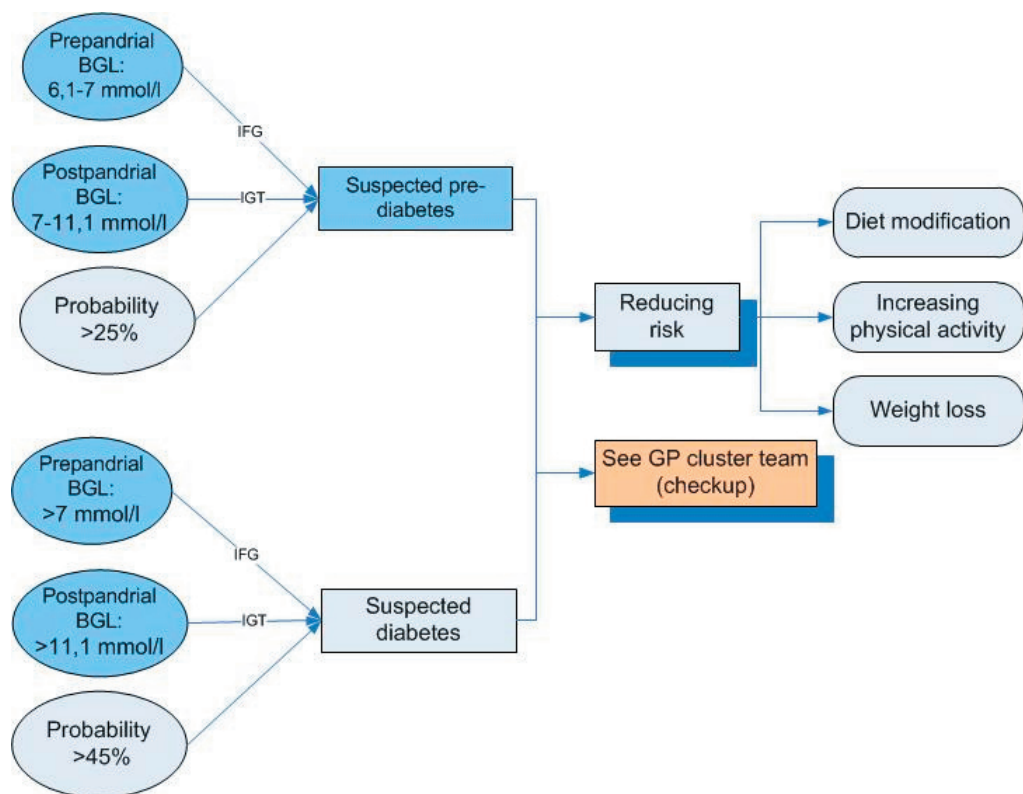 Prepandrial
BGL:
6,1-7 mmol/l
IFG
Postpandrial
BGL:
7-11,1 mmol/l
IGT
Suspected pre-
diabetes
Probability
>25%
Reducing
risk
Diet modification
Increasing
physical activity
Weight loss
See GP cluster team
(checkup)
Prepandrial
BGL:
>7 mmol/l
IFG
Postpandrial
BGL:
>11,1 mmol/l
IGT
Suspected
diabetes
Probability
>45%